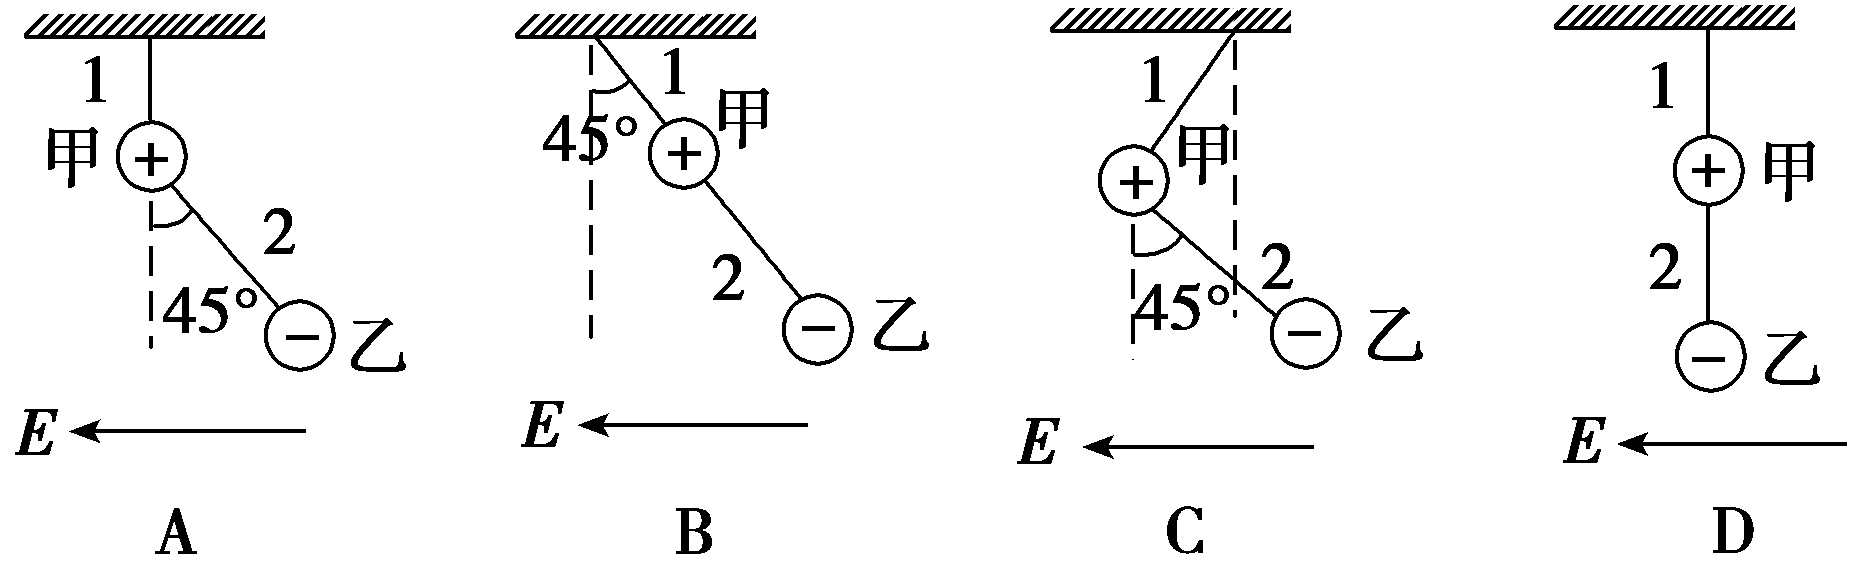 1 甲 + 2 45° − 乙
E
A
1 45° 甲 + 2 − 乙
E
B
1 甲 + 2 45° − 乙
E
C
1 甲 + 2 − 乙
E
D